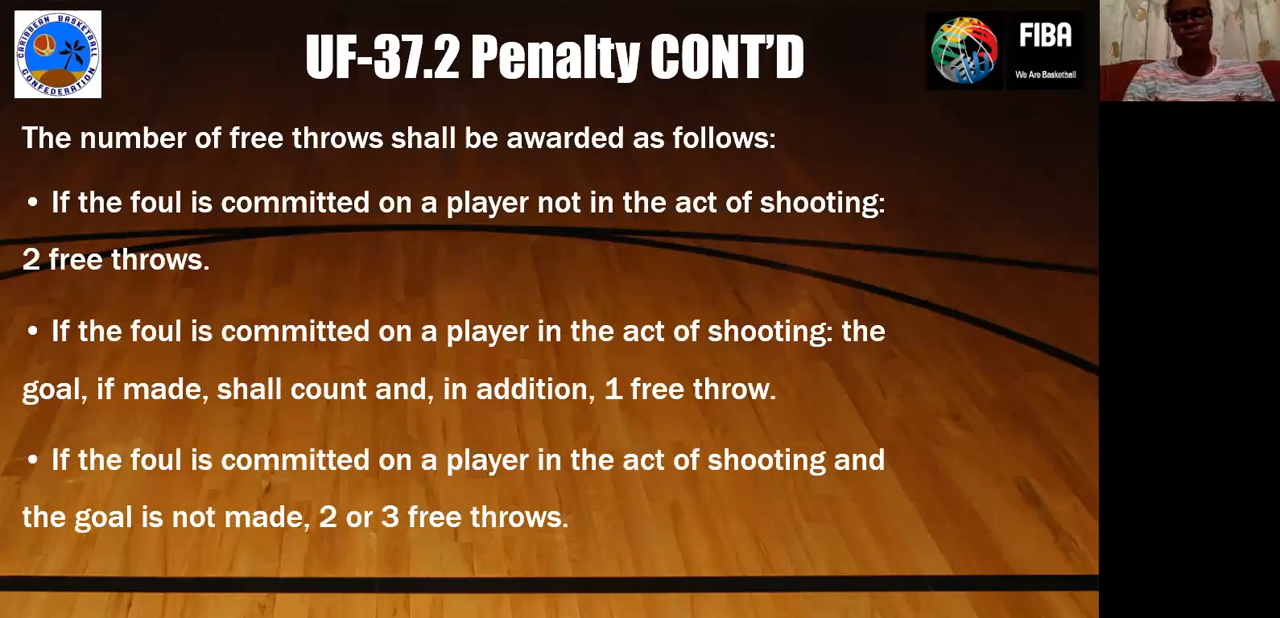 CARIBBEAN BASKETBALL
CONFEDERATION
UF-37.2 Penalty CONT’D
FIBA
We Are Basketball
The number of free throws shall be awarded as follows:
• If the foul is committed on a player not in the act of shooting:
2 free throws.
• If the foul is committed on a player in the act of shooting: the
goal, if made, shall count and, in addition, 1 free throw.
• If the foul is committed on a player in the act of shooting and
the goal is not made, 2 or 3 free throws.